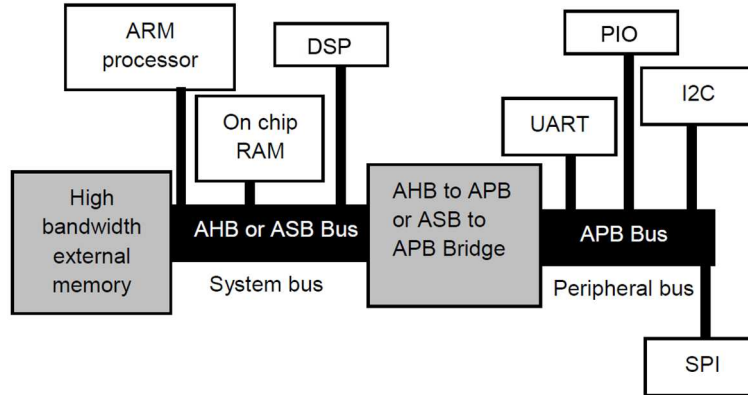 ARM
processor
DSP
PIO
I2C
On chip
RAM
UART
High
bandwidth
external
memory
AHB or ASB Bus
System bus
AHB to APB
or ASB to
APB Bridge
APB Bus
Peripheral bus
SPI